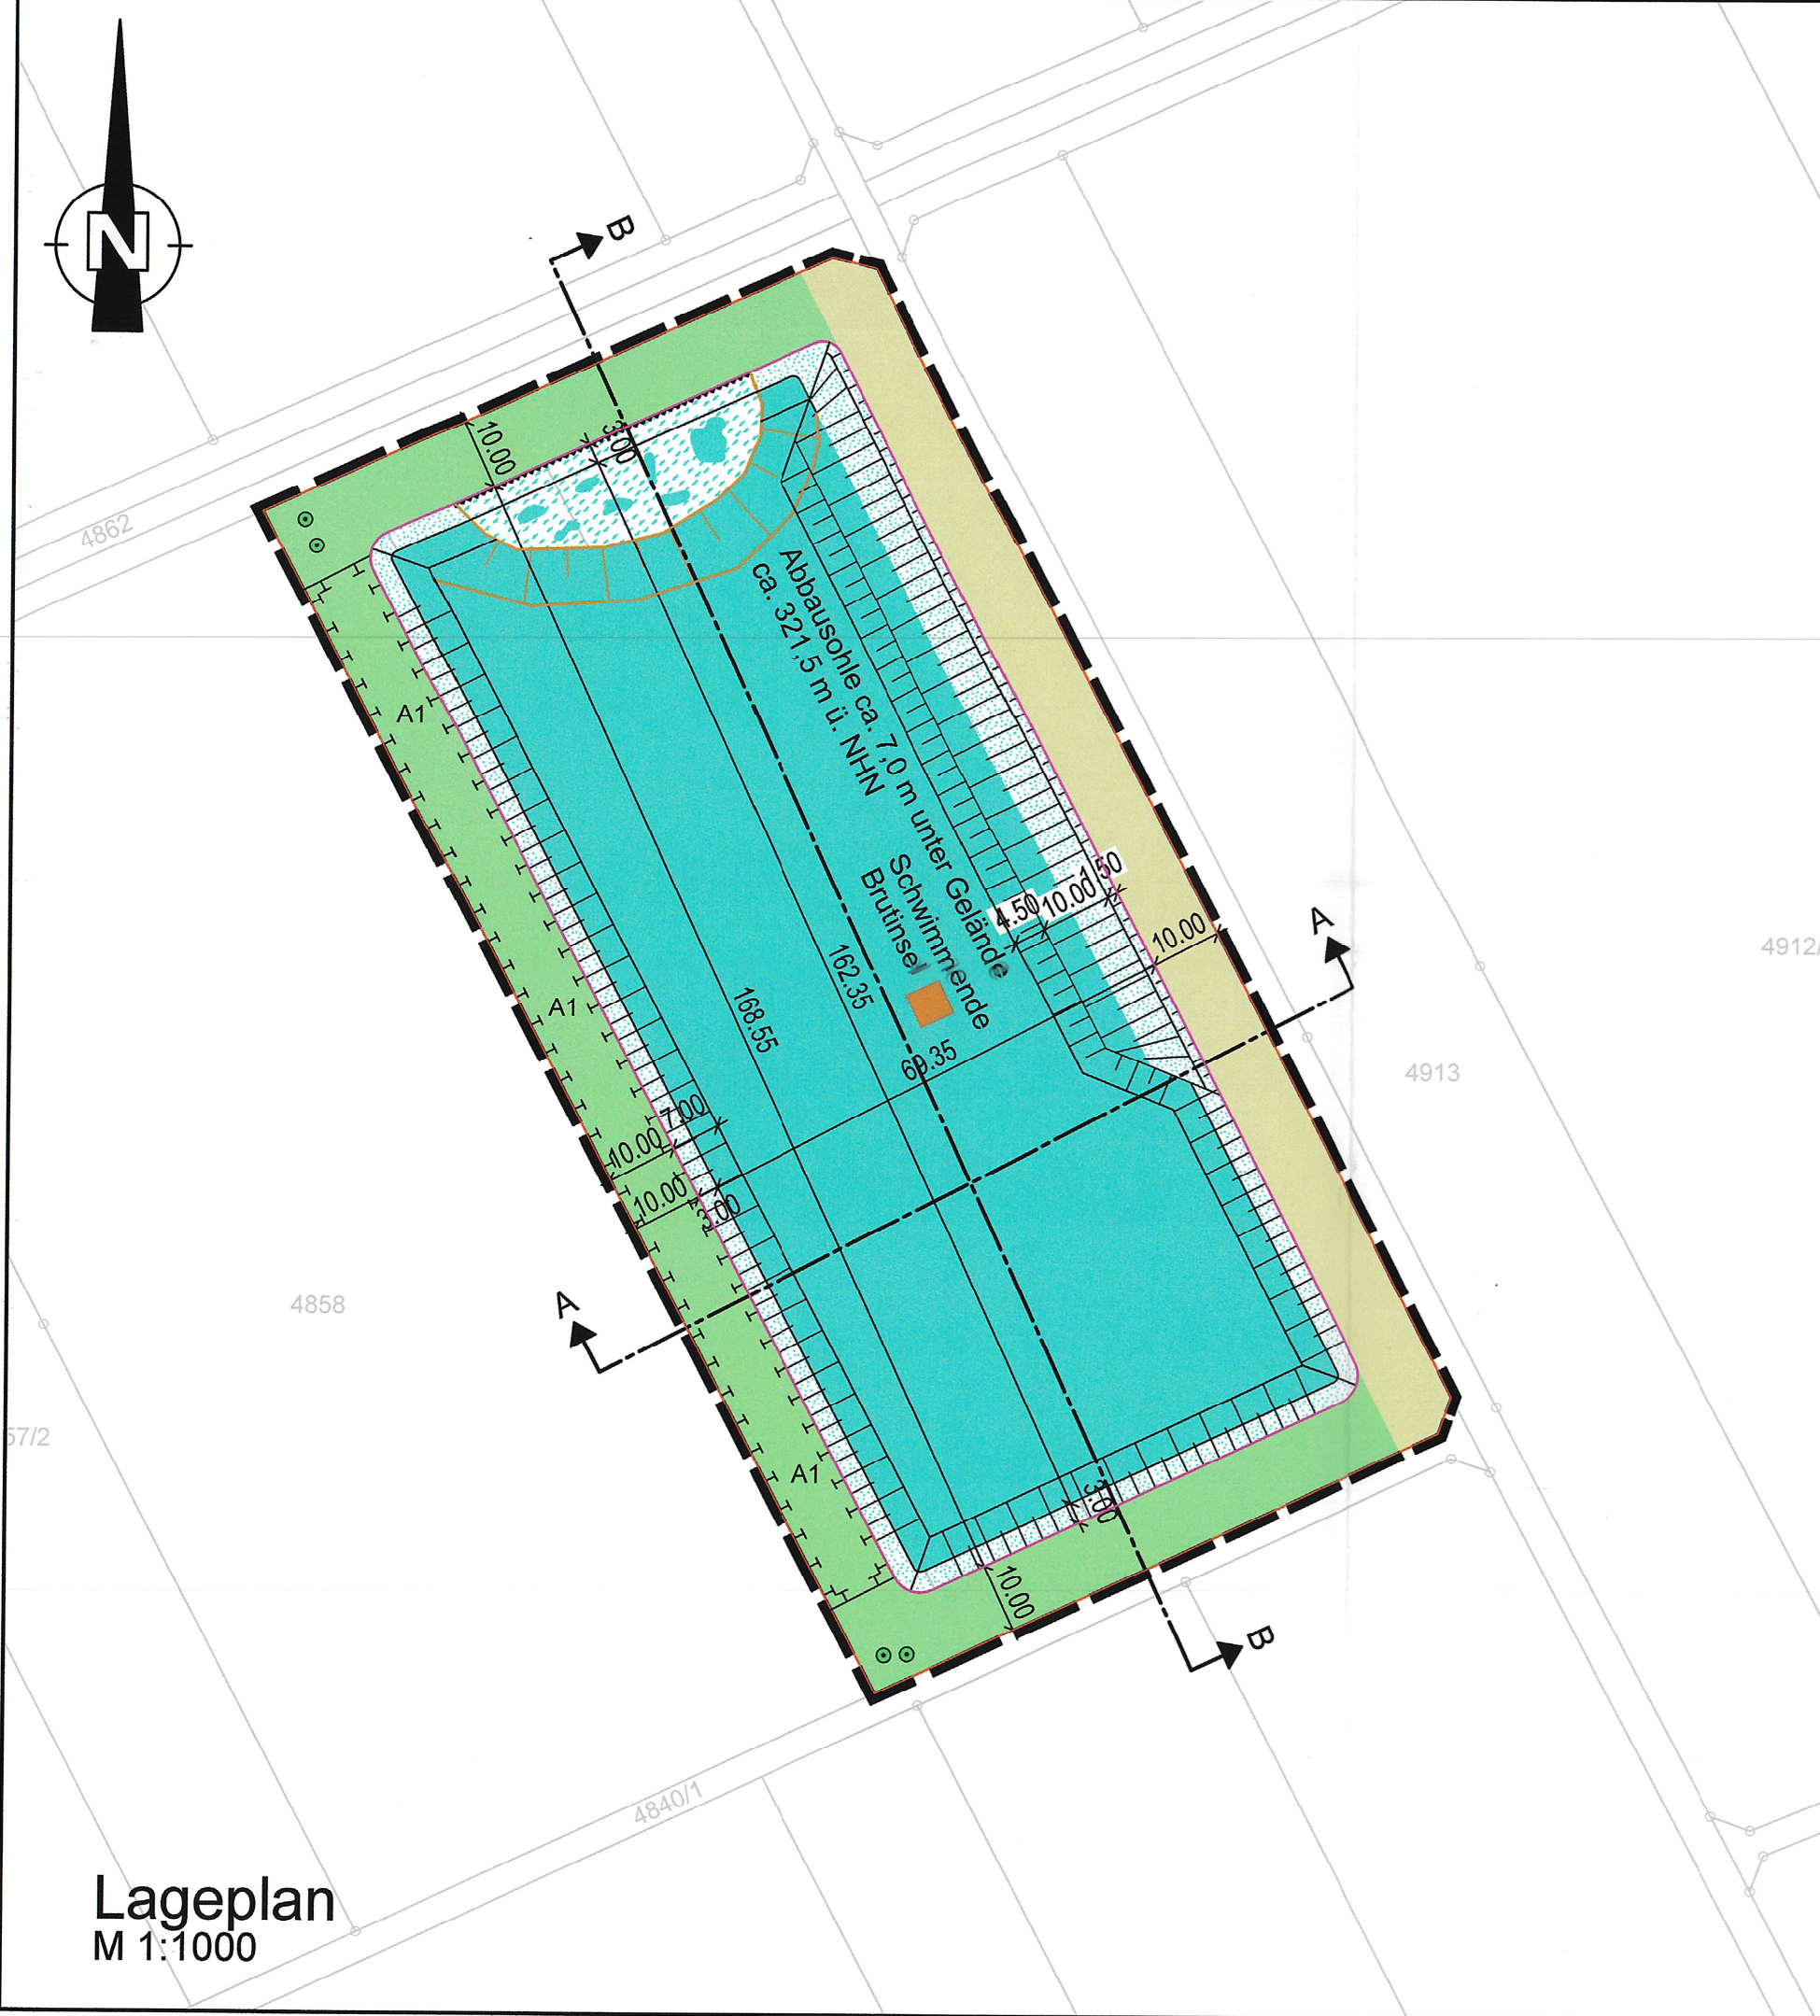 N
B
10.00
3.00
4862
Abbausohle ca. 7,0 m unter Gelände
ca. 321,5 m ü. NHN
A1
Schwimmende
Brutinsel
4.50
10.00
1.50
10.00
A
4912/
162.35
168.55
A1
69.35
4913
7.00
10.00
10.00
3.00
A
4858
57/2
A1
3.00
10.00
B
4840/1
Lageplan
M 1:1000